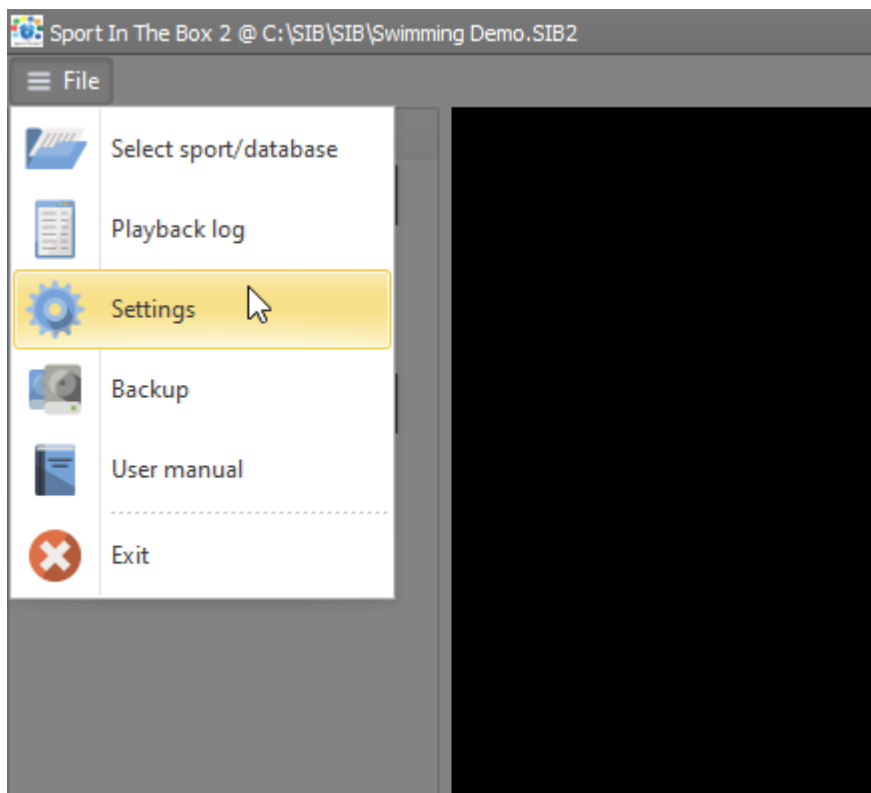 Sport In The Box 2 @ C:\SIB\SIB\Swimming Demo.SIB2
File
Select sport/database
Playback log
Settings
Backup
User manual
Exit